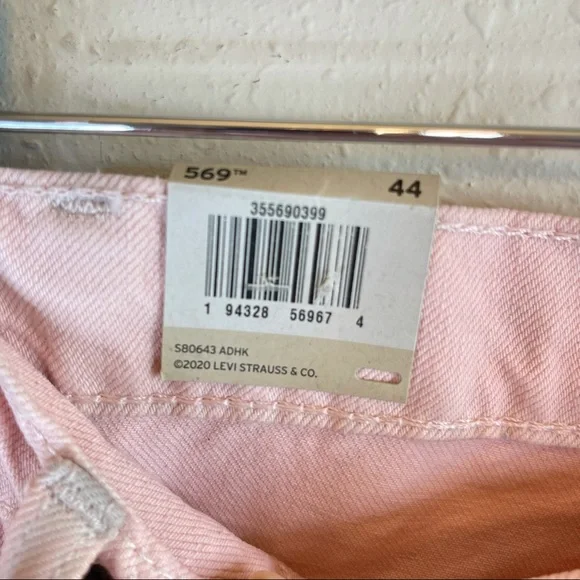 569™ 44
355690399
1 94328 56967 4
S80643 ADHK
©2020 LEVI STRAUSS & CO.